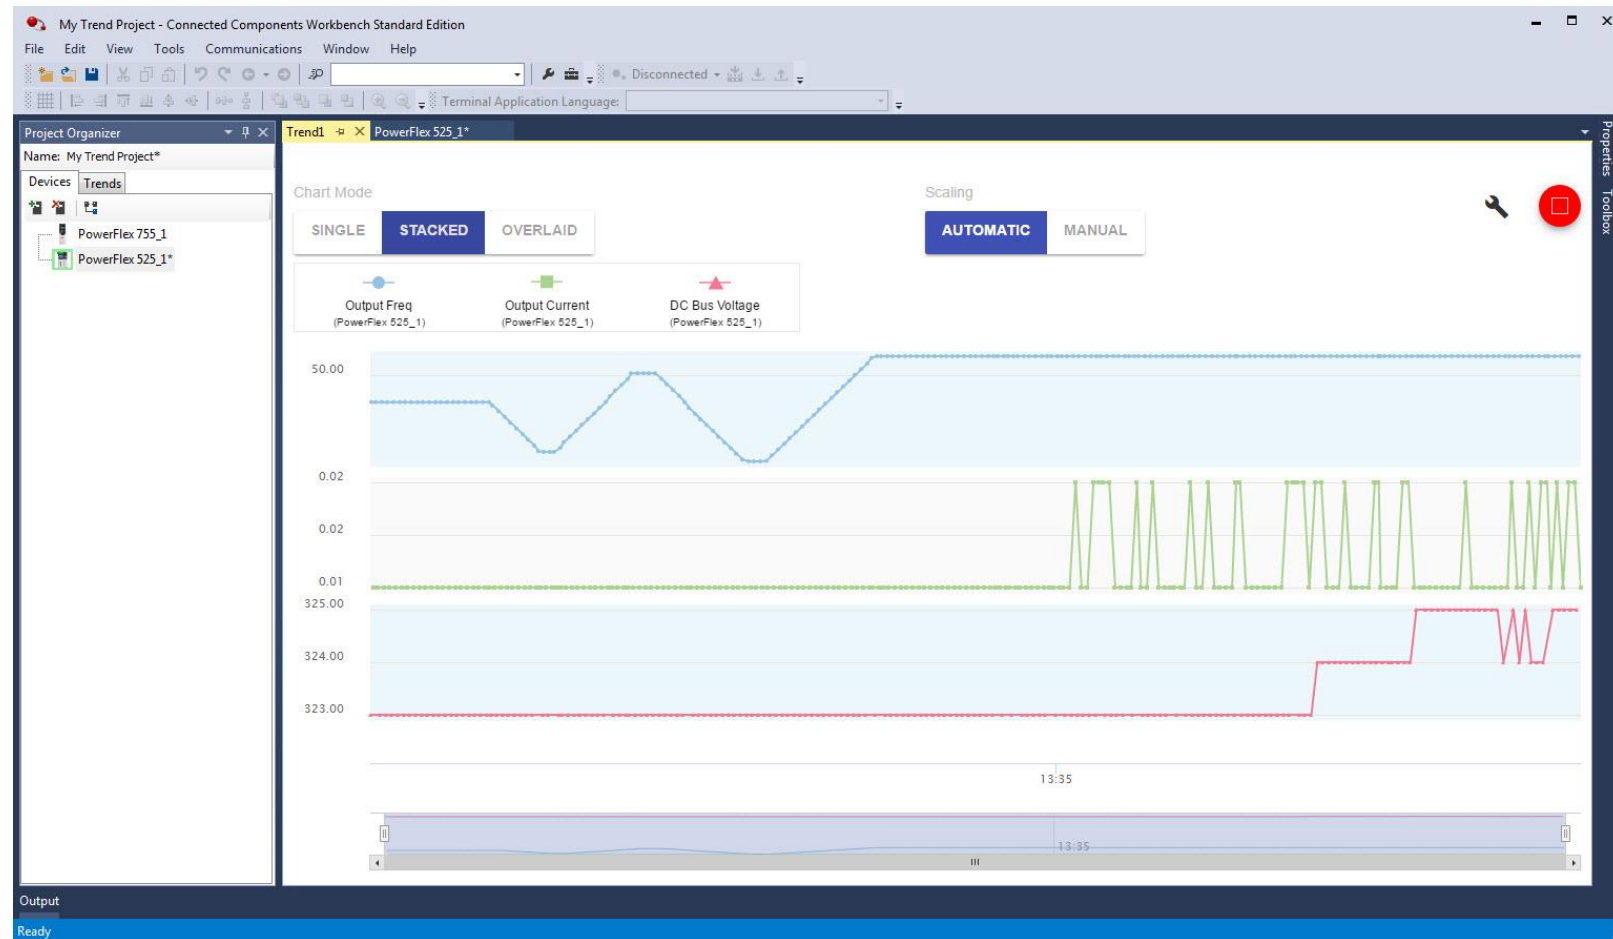 My Trend Project - Connected Components Workbench Standard Edition
File Edit View Tools Communications Window Help
Disconnected
Terminal Application Language:
Project Organizer
Trend1 PowerFlex 525_1*
Name: My Trend Project*
Devices Trends
PowerFlex 755_1
PowerFlex 525_1*
Chart Mode
SINGLE STACKED OVERLAID
Scaling
AUTOMATIC MANUAL
Output Freq
(PowerFlex 525_1)
Output Current
(PowerFlex 525_1)
DC Bus Voltage
(PowerFlex 525_1)
50.00
0.02
0.02
0.01
325.00
324.00
323.00
13:35
13:35
Properties
Toolbox
Output
Ready